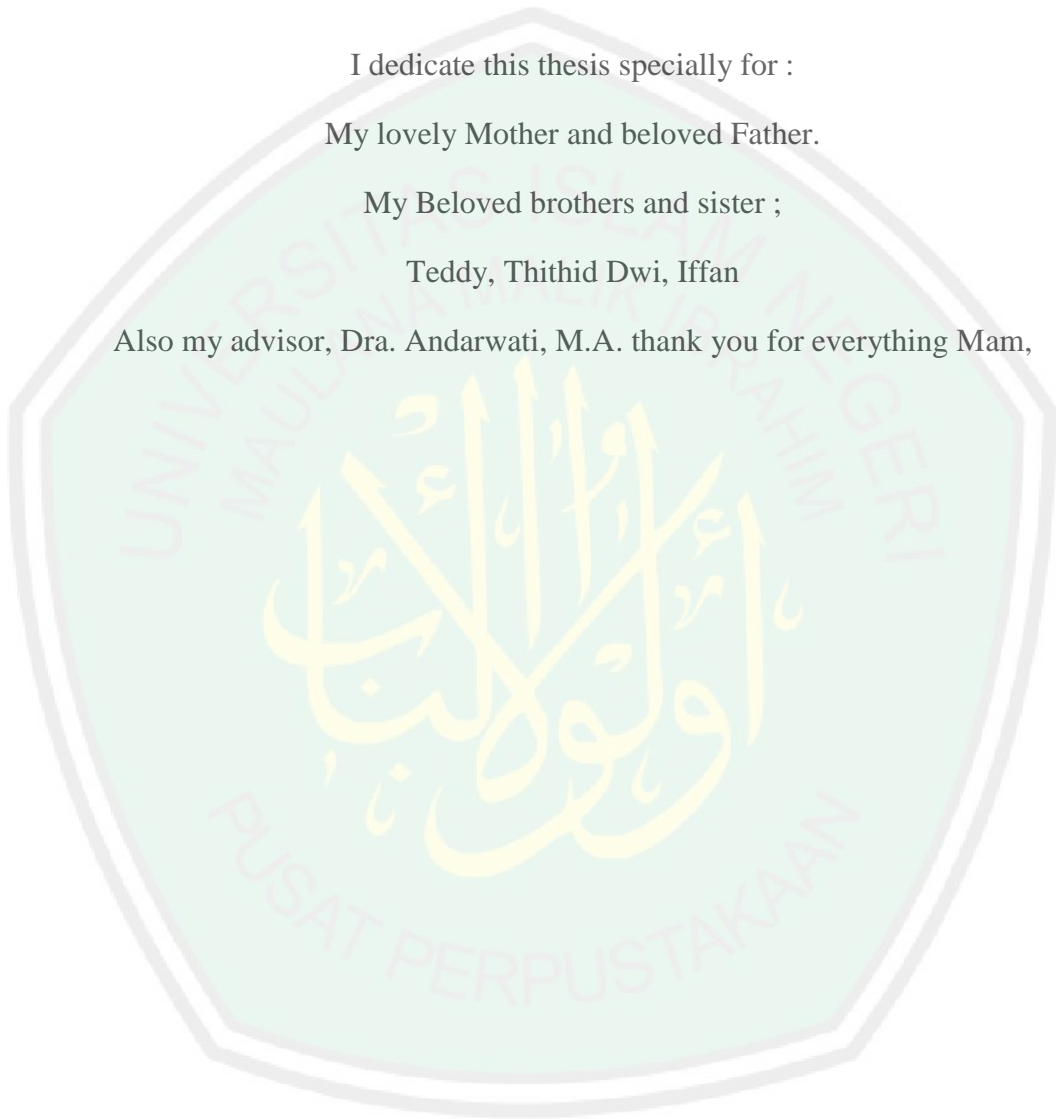 I dedicate this thesis specially for :
My lovely Mother and beloved Father.
My Beloved brothers and sister ;
Teddy, Thithid Dwi, Iffan
Also my advisor, Dra. Andarwati, M.A. thank you for everything Mam,
UNIVERSITAS ISLAM NEGERI
MAULANA MALIK IBRAHIM
أولوا الألباب
PUSAT PERPUSTAKAAN